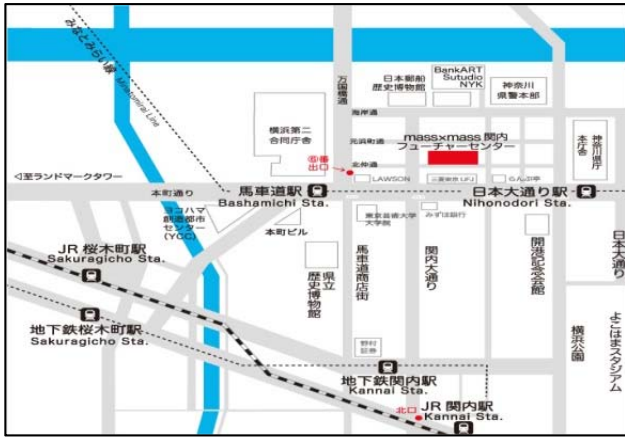 みなとみらい線
Minatomirai Line
万国橋通
日本郵船
歴史博物館
BankART
Sutudio
NYK
神奈川
県警本部
海岸通
横浜第二
合同庁舎
元浜町通
mass×mass 関内
フューチャーセンター
神奈川県庁
本庁舎
⑥番
出口
北仲通
LAWSON
三菱東京UFJ
らんぶ亭
◁至ランドマークタワー
本町通り
馬車道駅
Bashamichi Sta.
日本大通り駅
Nihonodori Sta.
ヨコハマ
創造都市
センター
(YCC)
本町ビル
東京芸術大学
大学院
みずほ銀行
JR 桜木町駅
Sakuragicho Sta.
県立
歴史博物館
馬車道商店街
関内大通り
開港記念会館
日本大通り
地下鉄桜木町駅
Sakuragicho Sta.
野村
証券
横浜公園
よこはまスタジアム
地下鉄関内駅
Kannai Sta.
北口
JR 関内駅
Kannai Sta.